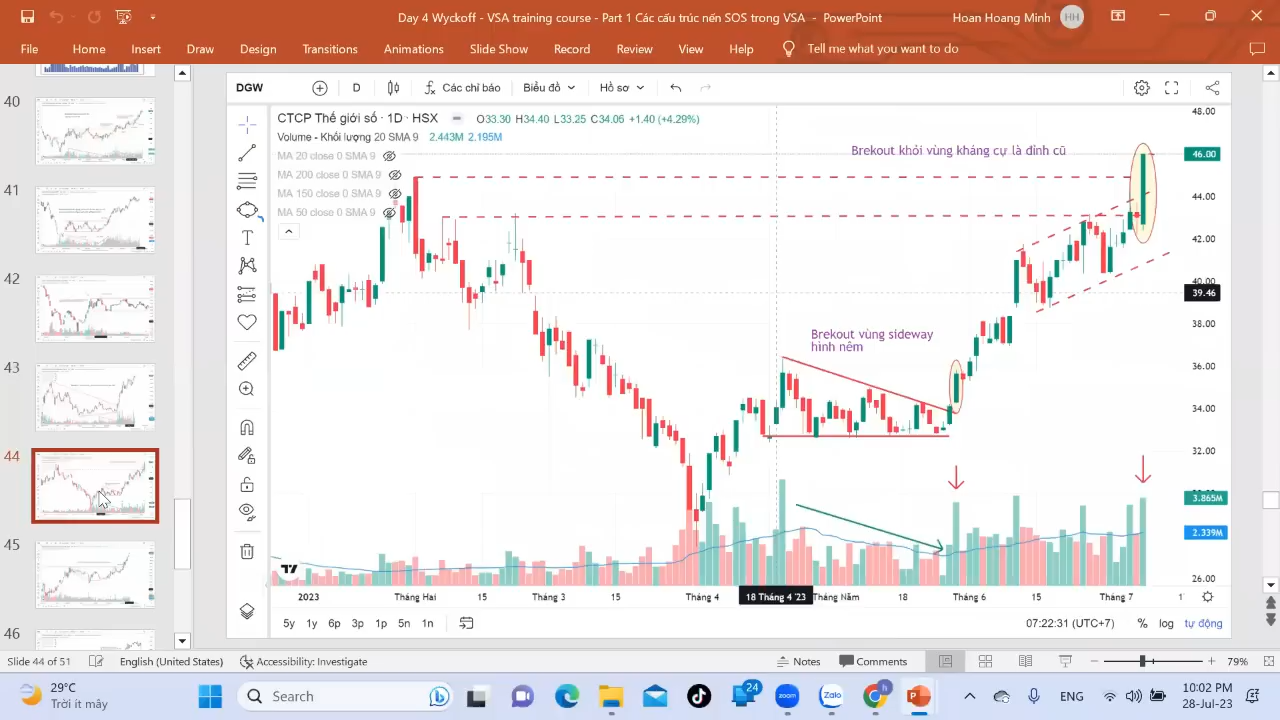 Day 4 Wyckoff - VSA training course - Part 1 Các cấu trúc nến SOS trong VSA - PowerPoint
Hoan Hoang Minh
HH
File Home Insert Draw Design Transitions Animations Slide Show Record Review View Help Tell me what you want to do
40
41
42
43
44
45
46
DGW
D
Các chỉ báo
Biểu đồ
Hồ sơ
CTCP Thế giới số · 1D · HSX
O33.30 H34.40 L33.25 C34.05 +1.40 (+4.29%)
Volume - Khối lượng 20 SMA 9 2.443M 2.195M
MA 20 close 0 SMA 9
MA 200 close 0 SMA 9
MA 150 close 0 SMA 9
MA 50 close 0 SMA 9
Brekout khỏi vùng kháng cự là đỉnh cũ
Brekout vùng sideway
hình nêm
48.00
46.00
44.00
42.00
39.46
38.00
36.00
34.00
32.00
3.865M
2.339M
26.00
2023 Tháng Hai 15 Tháng 3 15 Tháng 4 18 Tháng 4 '23 Tháng Năm 18 Tháng 6 15 Tháng 7 1
5y 1y 6p 3p 1p 5n 1n
07:22:31 (UTC+7)
% log tự động
Slide 44 of 51
English (United States)
Accessibility: Investigate
Notes
Comments
79%
29°C
Trời ít mây
Search
24
zoom
Zalo
h
ENG
10:02 PM
28-Jul-23